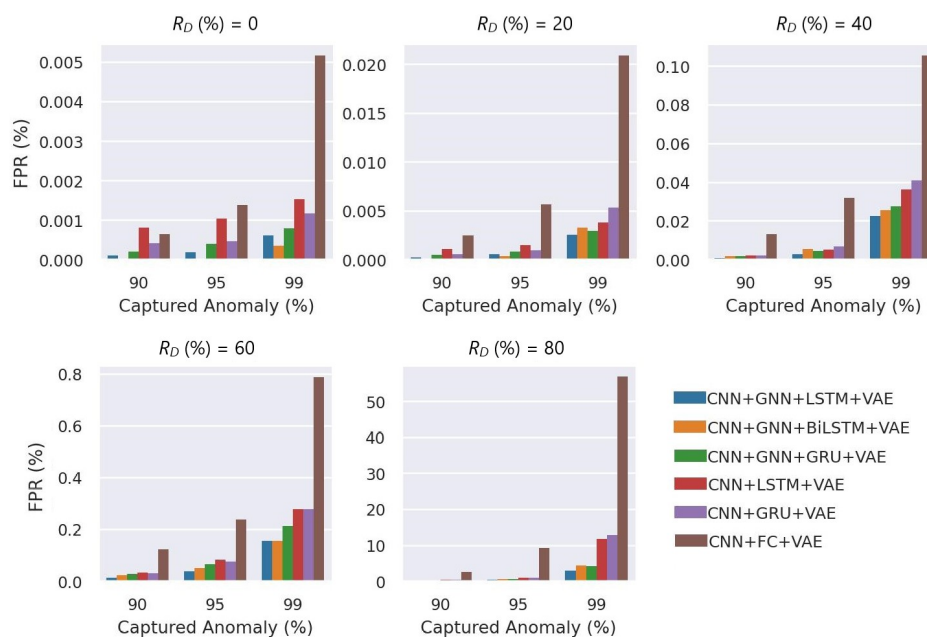 R_D (%) = 0
R_D (%) = 20
R_D (%) = 40
FPR (%)
0.005
0.004
0.003
0.002
0.001
0.000
90 95 99
Captured Anomaly (%)
0.020
0.015
0.010
0.005
0.000
90 95 99
Captured Anomaly (%)
0.10
0.08
0.06
0.04
0.02
0.00
90 95 99
Captured Anomaly (%)
R_D (%) = 60
R_D (%) = 80
FPR (%)
0.8
0.6
0.4
0.2
0.0
90 95 99
Captured Anomaly (%)
50
40
30
20
10
0
90 95 99
Captured Anomaly (%)
CNN+GNN+LSTM+VAE
CNN+GNN+BiLSTM+VAE
CNN+GNN+GRU+VAE
CNN+LSTM+VAE
CNN+GRU+VAE
CNN+FC+VAE